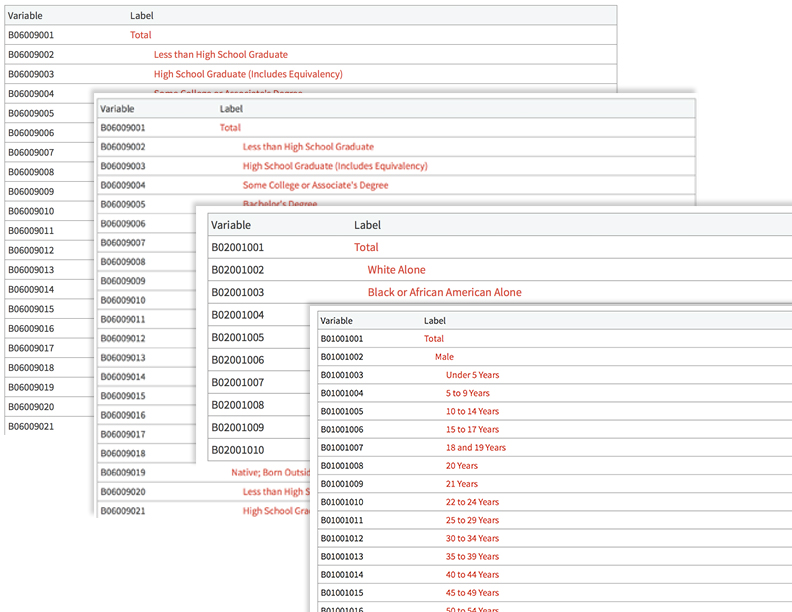 Variable Label
B06009001 Total
B06009002 Less than High School Graduate
B06009003 High School Graduate (Includes Equivalency)
B06009004 Some College or Associate's Degree
B06009005
B06009006
B06009007
B06009008
B06009009
B06009010
B06009011
B06009012
B06009013
B06009014
B06009015
B06009016
B06009017
B06009018
B06009019
B06009020
B06009021
Variable Label
B06009001 Total
B06009002 Less than High School Graduate
B06009003 High School Graduate (Includes Equivalency)
B06009004 Some College or Associate's Degree
B06009005 Bachelor's Degree
B06009006
B06009007
B06009008
B06009009
B06009010
B06009011
B06009012
B06009013
B06009014
B06009015
B06009016
B06009017
B06009018
B06009019 Native; Born Outsid
B06009020 Less than High S
B06009021 High School Gra
Variable Label
B02001001 Total
B02001002 White Alone
B02001003 Black or African American Alone
B02001004
B02001005
B02001006
B02001007
B02001008
B02001009
B02001010
Variable Label
B01001001 Total
B01001002 Male
B01001003 Under 5 Years
B01001004 5 to 9 Years
B01001005 10 to 14 Years
B01001006 15 to 17 Years
B01001007 18 and 19 Years
B01001008 20 Years
B01001009 21 Years
B01001010 22 to 24 Years
B01001011 25 to 29 Years
B01001012 30 to 34 Years
B01001013 35 to 39 Years
B01001014 40 to 44 Years
B01001015 45 to 49 Years
B01001016 50 to 54 Years